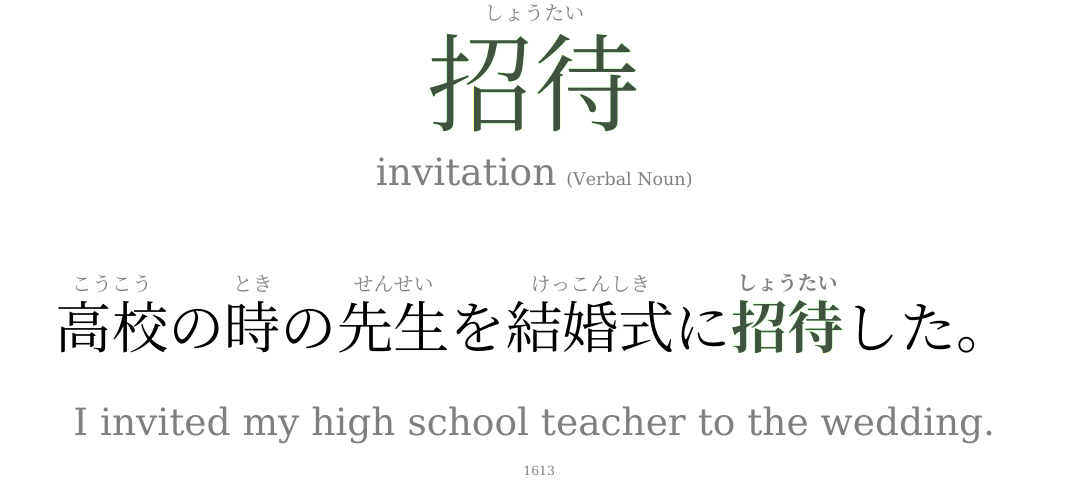 しょうたい
招待
invitation (Verbal Noun)
こうこう とき せんせい けっこんしき しょうたい
高校の時の先生を結婚式に招待した。
I invited my high school teacher to the wedding.
1613